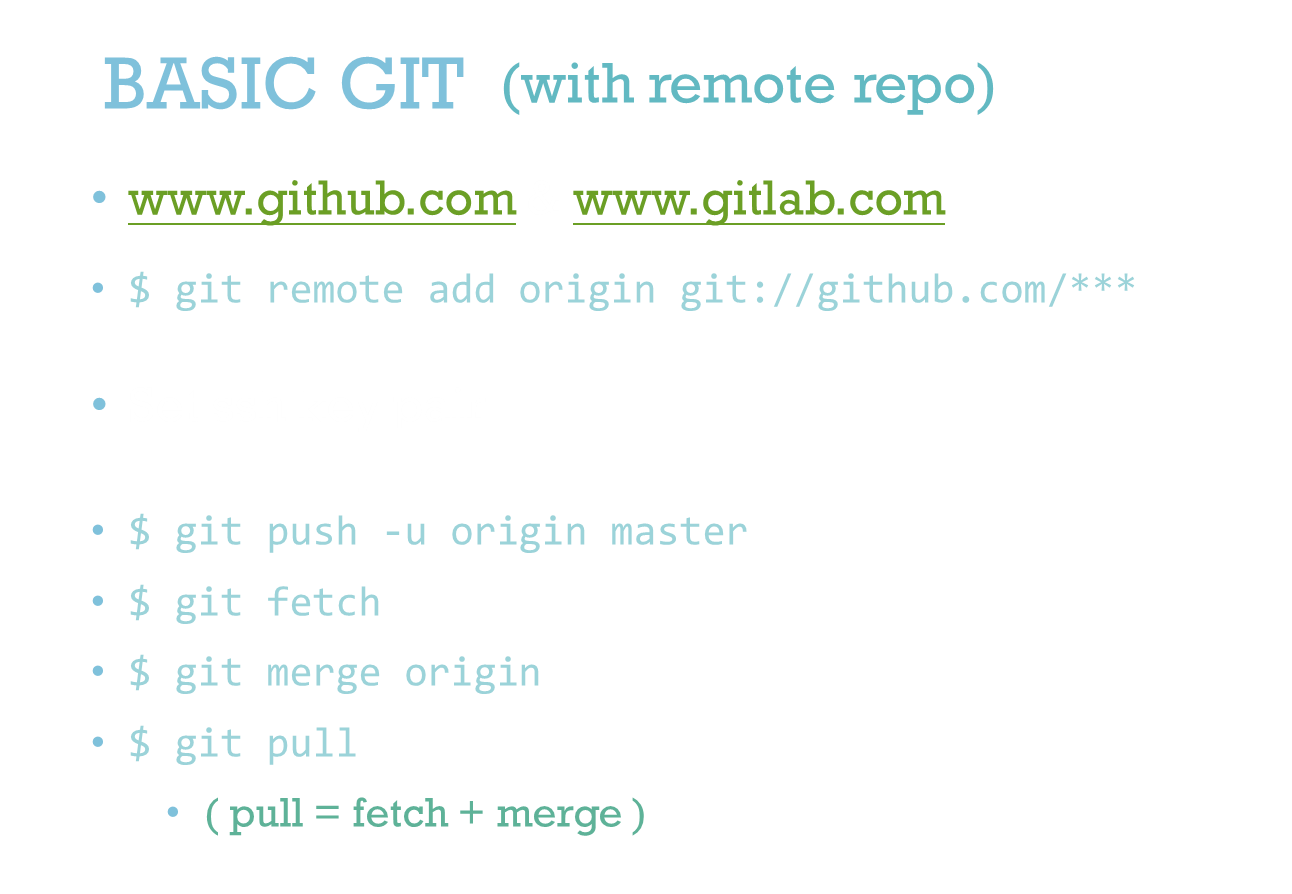 BASIC GIT (with remote repo)
• www.github.com www.gitlab.com
• $ git remote add origin git://github.com/***
•
• $ git push -u origin master
• $ git fetch
• $ git merge origin
• $ git pull
• ( pull = fetch + merge )